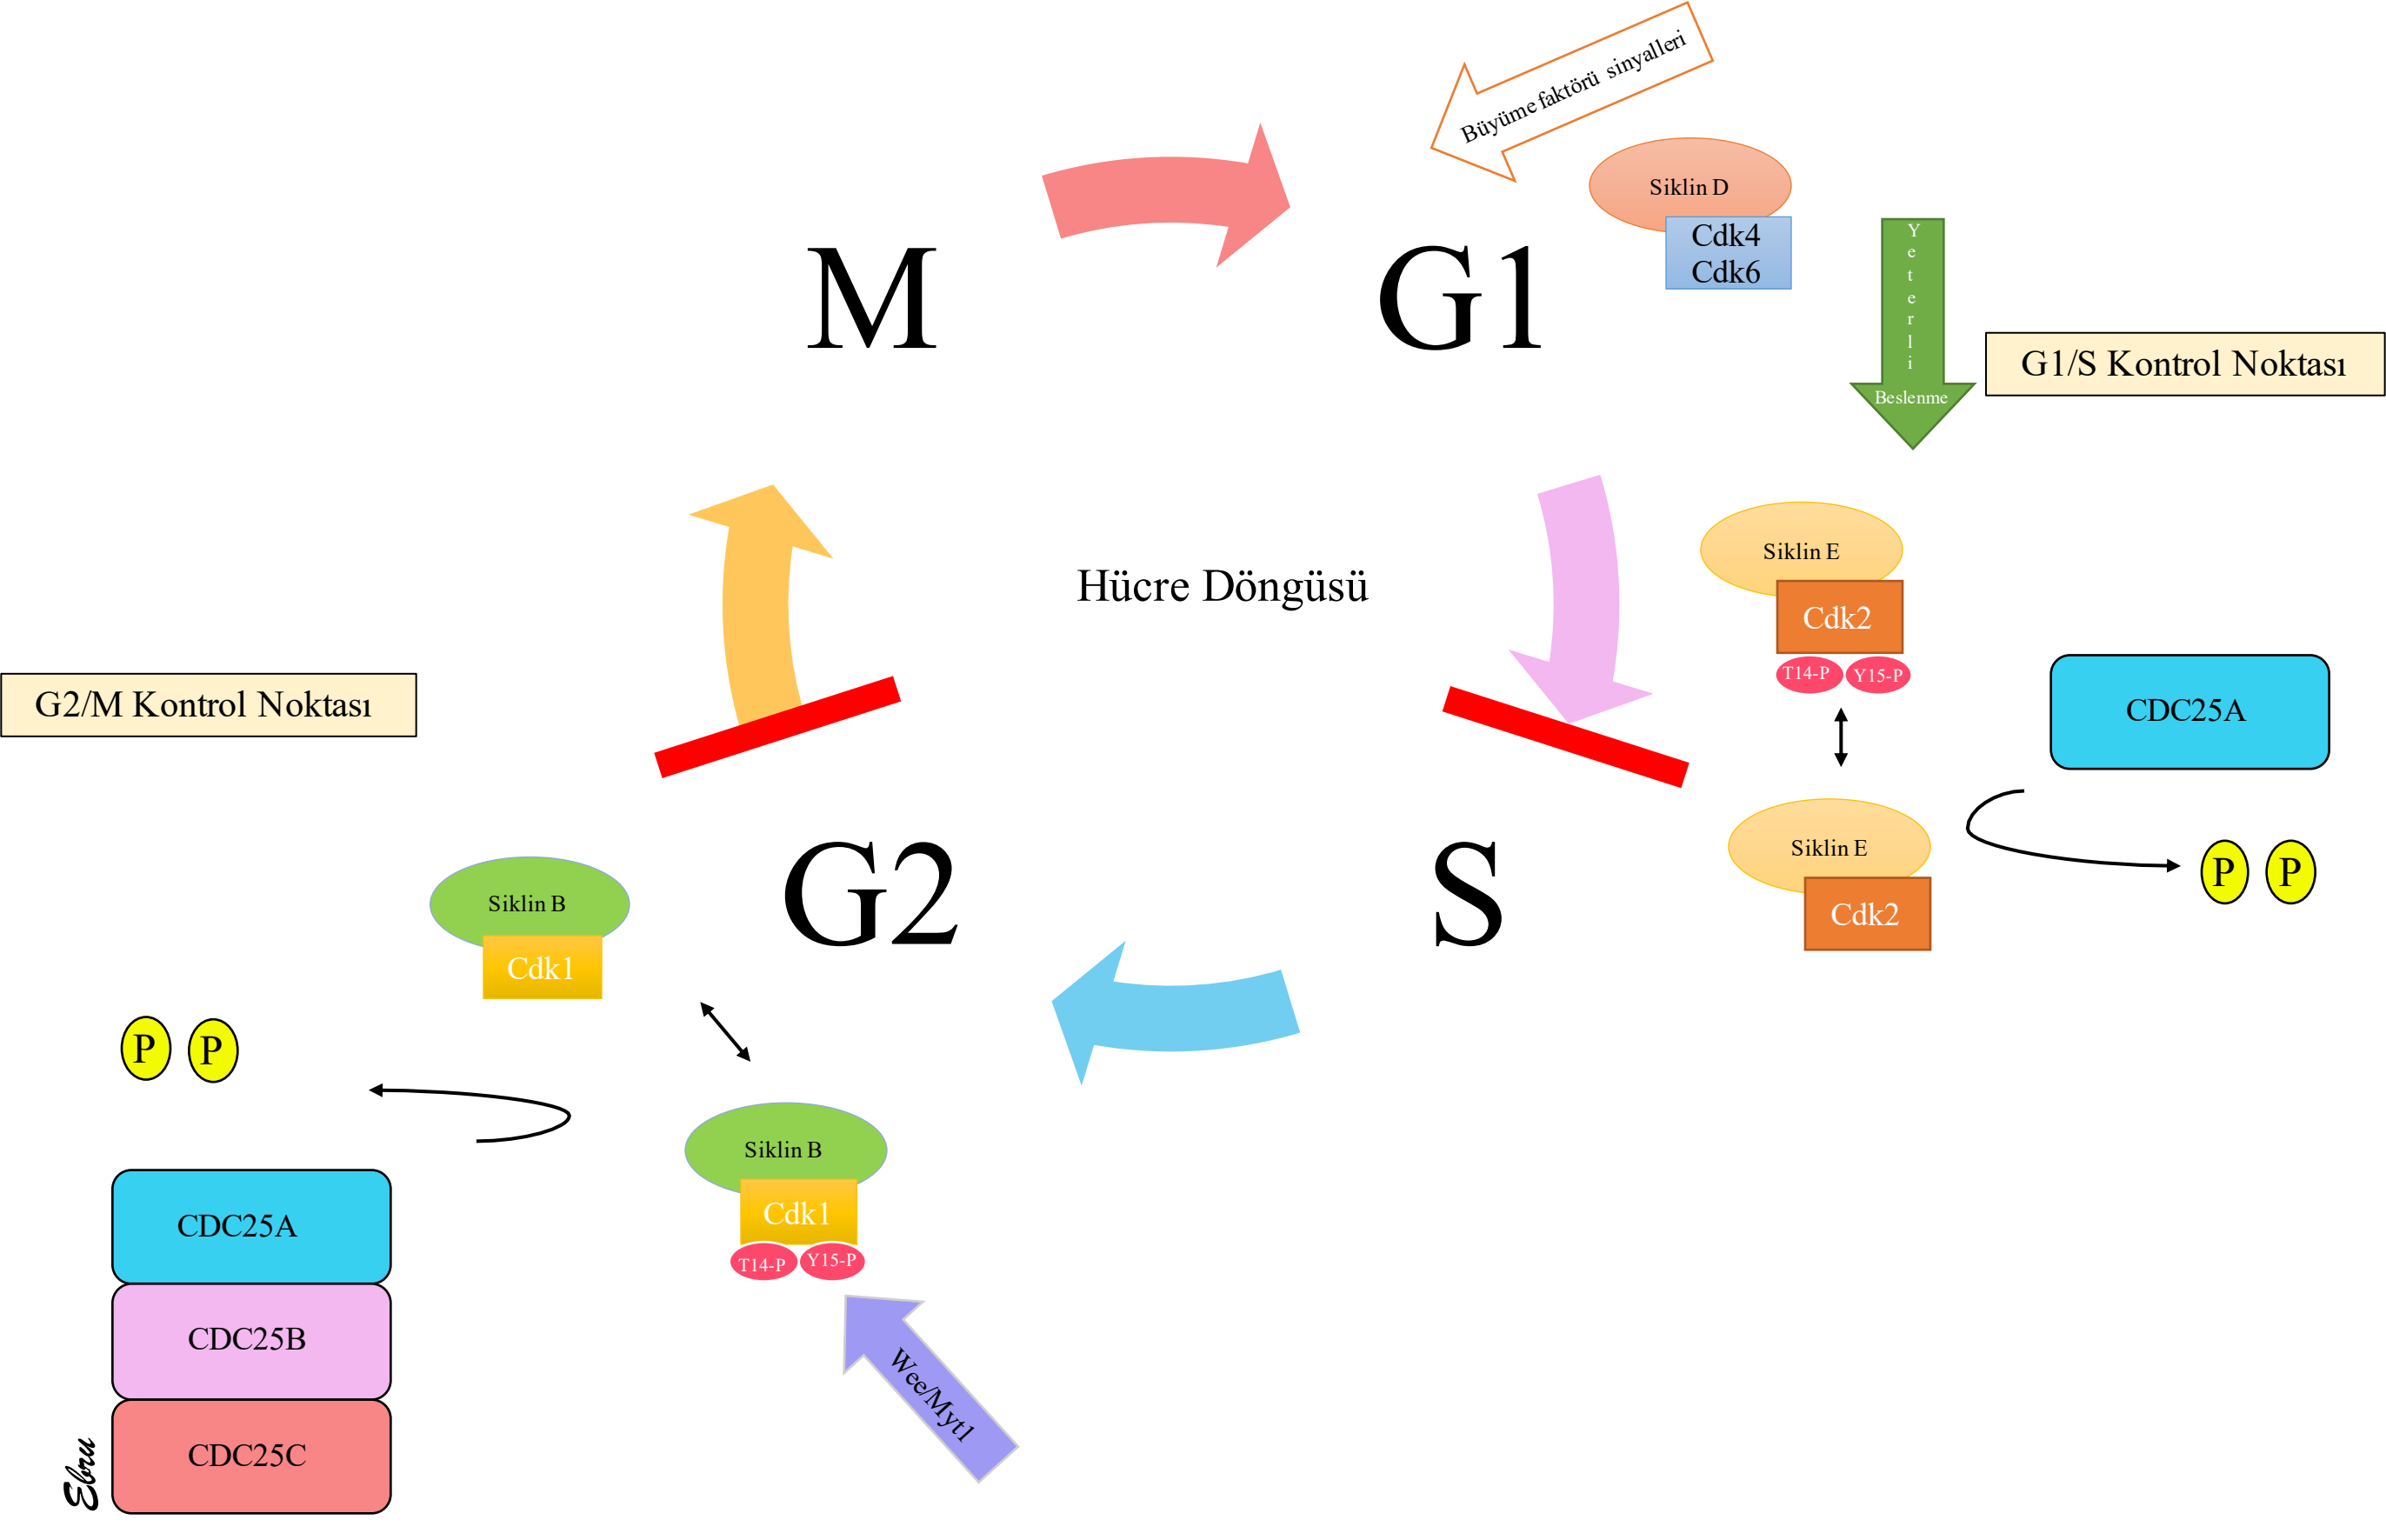 Büyüme faktörü sinyalleri
Siklin D
Cdk4
Cdk6
M
G1
Yeterli
Beslenme
G1/S Kontrol Noktası
Siklin E
Cdk2
T14-P
Y15-P
Hücre Döngüsü
CDC25A
G2/M Kontrol Noktası
Siklin E
Cdk2
P
P
G2
S
Siklin B
Cdk1
P
P
Siklin B
Cdk1
T14-P
Y15-P
Wee/Myt1
CDC25A
CDC25B
CDC25C
Ebru